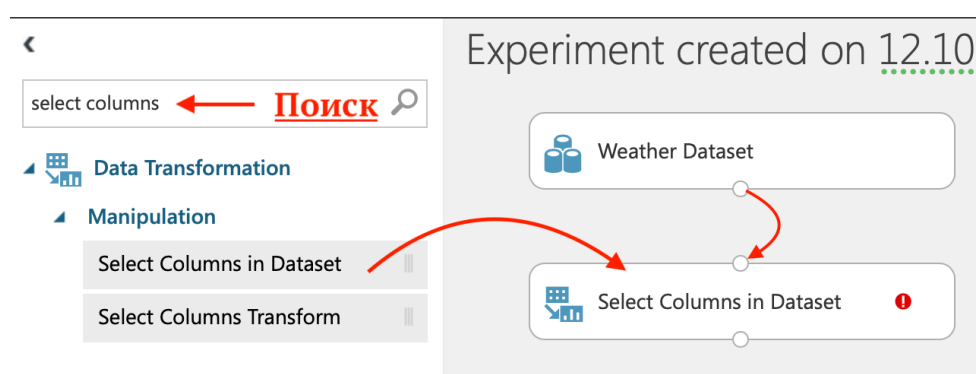 Experiment created on 12.10
select columns
Поиск
Data Transformation
Manipulation
Select Columns in Dataset
Select Columns Transform
Weather Dataset
Select Columns in Dataset